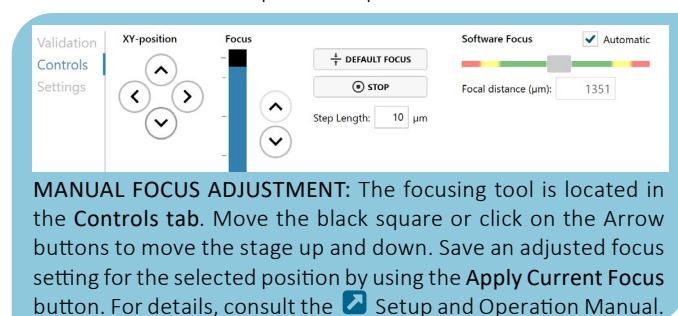 Validation
Controls
Settings
XY-position
Focus
DEFAULT FOCUS
STOP
Step Length: 10 µm
Software Focus
Automatic
Focal distance (µm): 1351
MANUAL FOCUS ADJUSTMENT: The focusing tool is located in
the Controls tab. Move the black square or click on the Arrow
buttons to move the stage up and down. Save an adjusted focus
setting for the selected position by using the Apply Current Focus
button. For details, consult the Setup and Operation Manual.